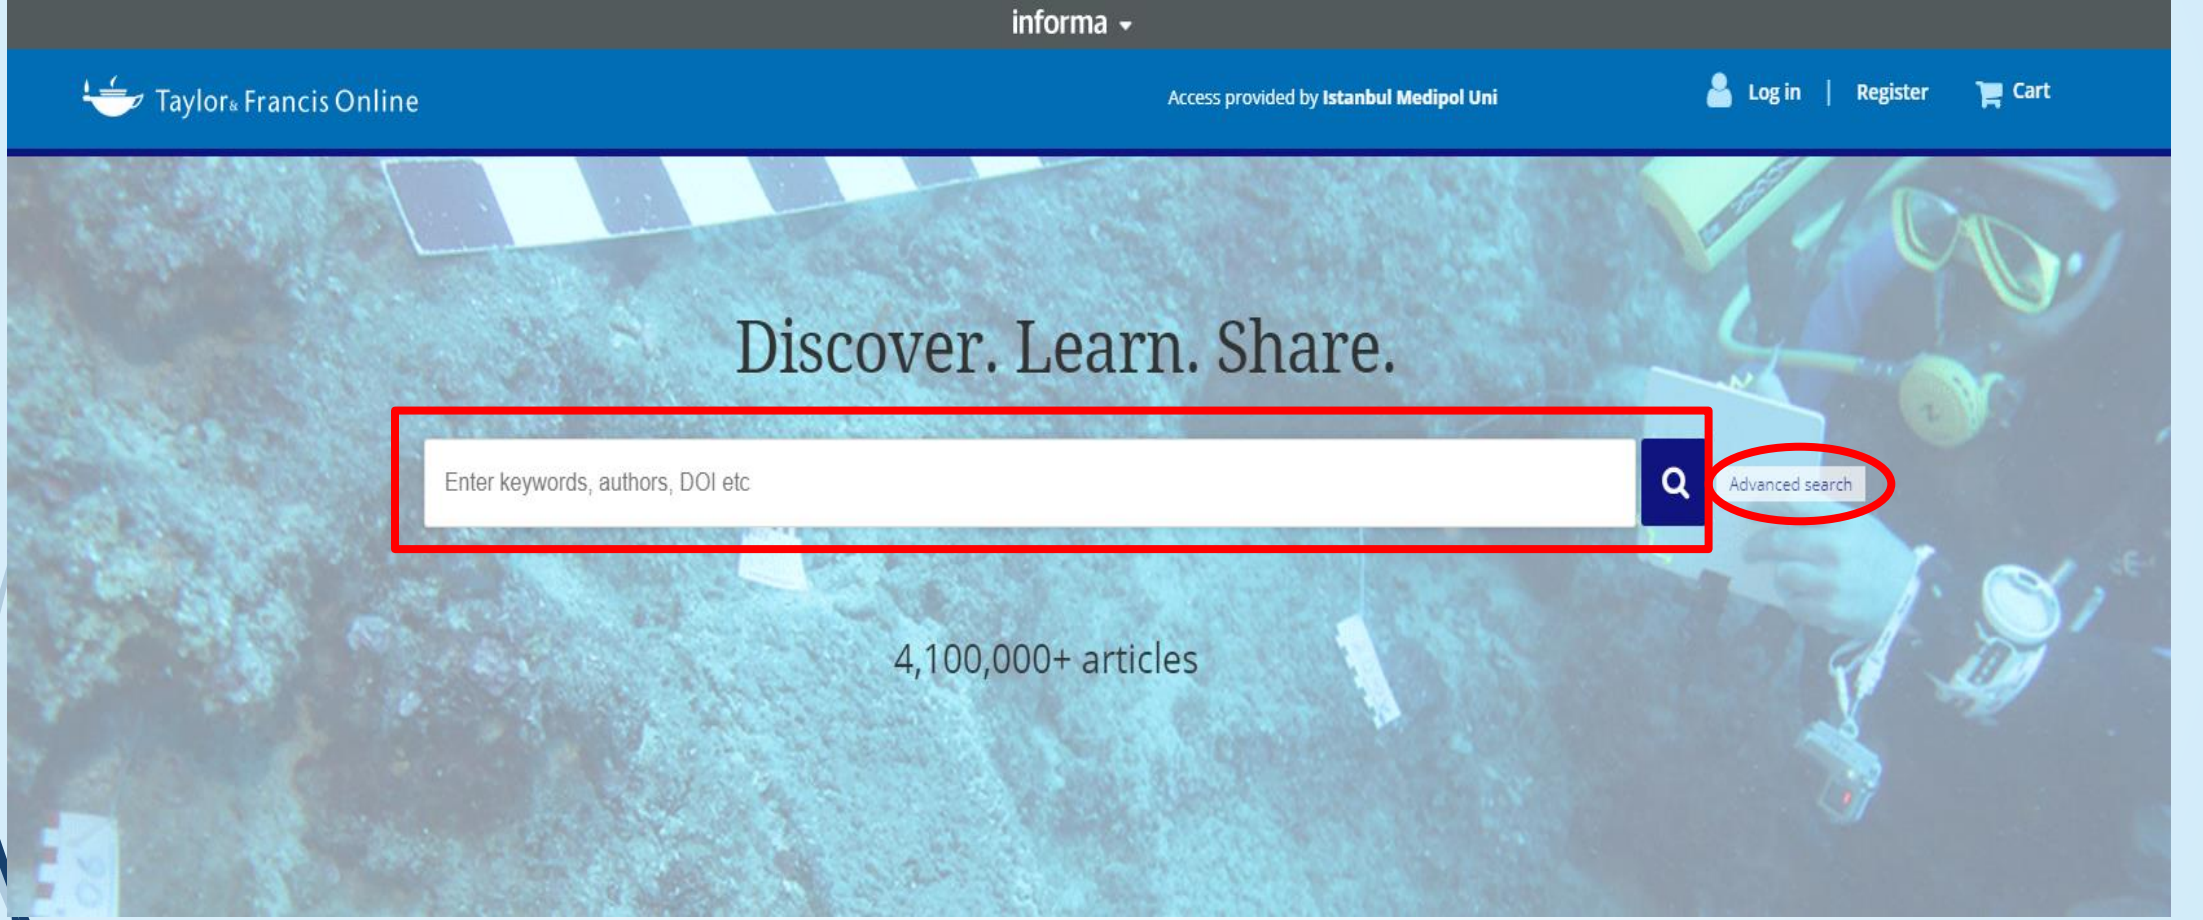 informa
Taylor & Francis Online
Access provided by Istanbul Medipol Uni
Log in | Register
Cart
Discover. Learn. Share.
Enter keywords, authors, DOI etc
Advanced search
4,100,000+ articles